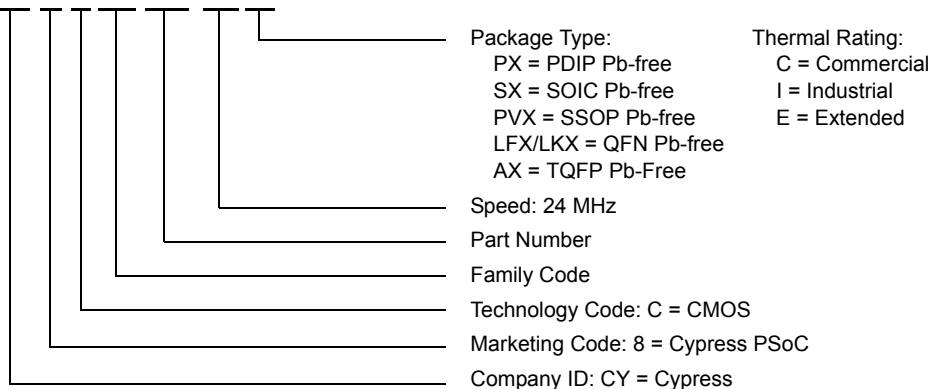 Package Type:
PX = PDIP Pb-free
SX = SOIC Pb-free
PVX = SSOP Pb-free
LFX/LKX = QFN Pb-free
AX = TQFP Pb-Free
Thermal Rating:
C = Commercial
I = Industrial
E = Extended
Speed: 24 MHz
Part Number
Family Code
Technology Code: C = CMOS
Marketing Code: 8 = Cypress PSoC
Company ID: CY = Cypress